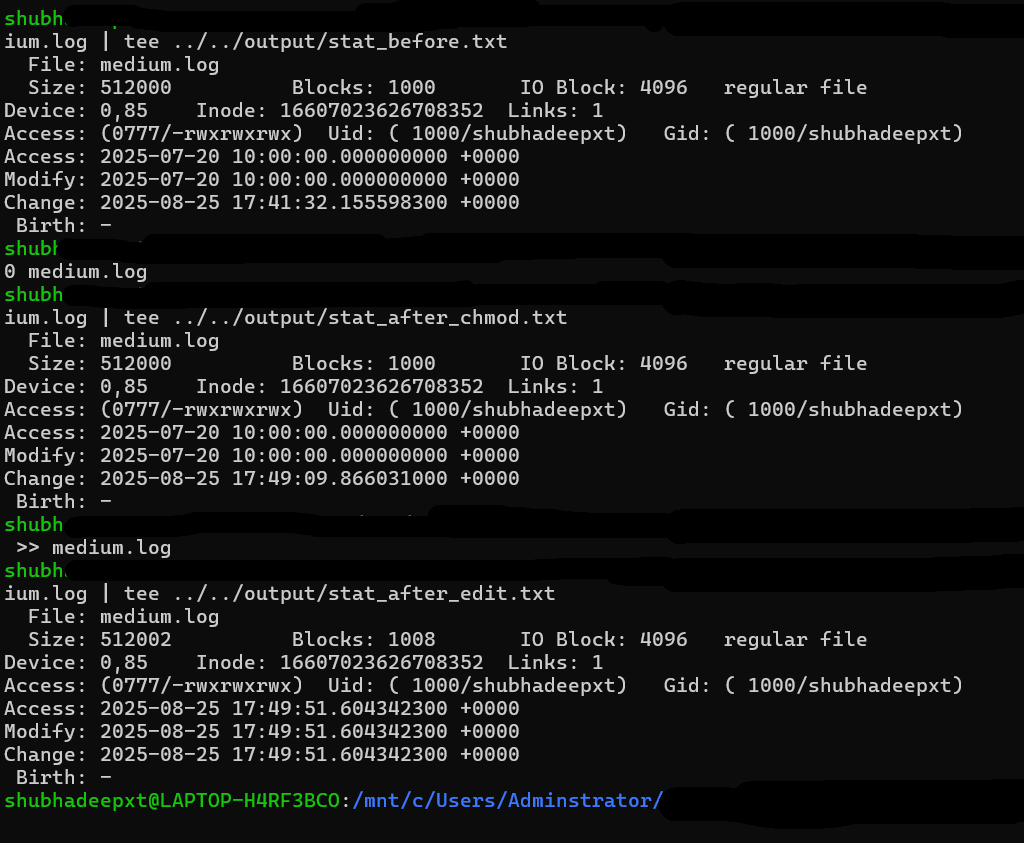 shubh
ium.log | tee ../../output/stat_before.txt
  File: medium.log
  Size: 512000          Blocks: 1000       IO Block: 4096   regular file
Device: 0,85    Inode: 16607023626708352  Links: 1
Access: (0777/-rwxrwxrwx)  Uid: ( 1000/shubhadeepxt)   Gid: ( 1000/shubhadeepxt)
Access: 2025-07-20 10:00:00.000000000 +0000
Modify: 2025-07-20 10:00:00.000000000 +0000
Change: 2025-08-25 17:41:32.155598300 +0000
 Birth: -
shubh
0 medium.log
shubh
ium.log | tee ../../output/stat_after_chmod.txt
  File: medium.log
  Size: 512000          Blocks: 1000       IO Block: 4096   regular file
Device: 0,85    Inode: 16607023626708352  Links: 1
Access: (0777/-rwxrwxrwx)  Uid: ( 1000/shubhadeepxt)   Gid: ( 1000/shubhadeepxt)
Access: 2025-07-20 10:00:00.000000000 +0000
Modify: 2025-07-20 10:00:00.000000000 +0000
Change: 2025-08-25 17:49:09.866031000 +0000
 Birth: -
shubh
 >> medium.log
shubh
ium.log | tee ../../output/stat_after_edit.txt
  File: medium.log
  Size: 512002          Blocks: 1008       IO Block: 4096   regular file
Device: 0,85    Inode: 16607023626708352  Links: 1
Access: (0777/-rwxrwxrwx)  Uid: ( 1000/shubhadeepxt)   Gid: ( 1000/shubhadeepxt)
Access: 2025-08-25 17:49:51.604342300 +0000
Modify: 2025-08-25 17:49:51.604342300 +0000
Change: 2025-08-25 17:49:51.604342300 +0000
 Birth: -
shubhadeepxt@LAPTOP-H4RF3BCO:/mnt/c/Users/Adminstrator/